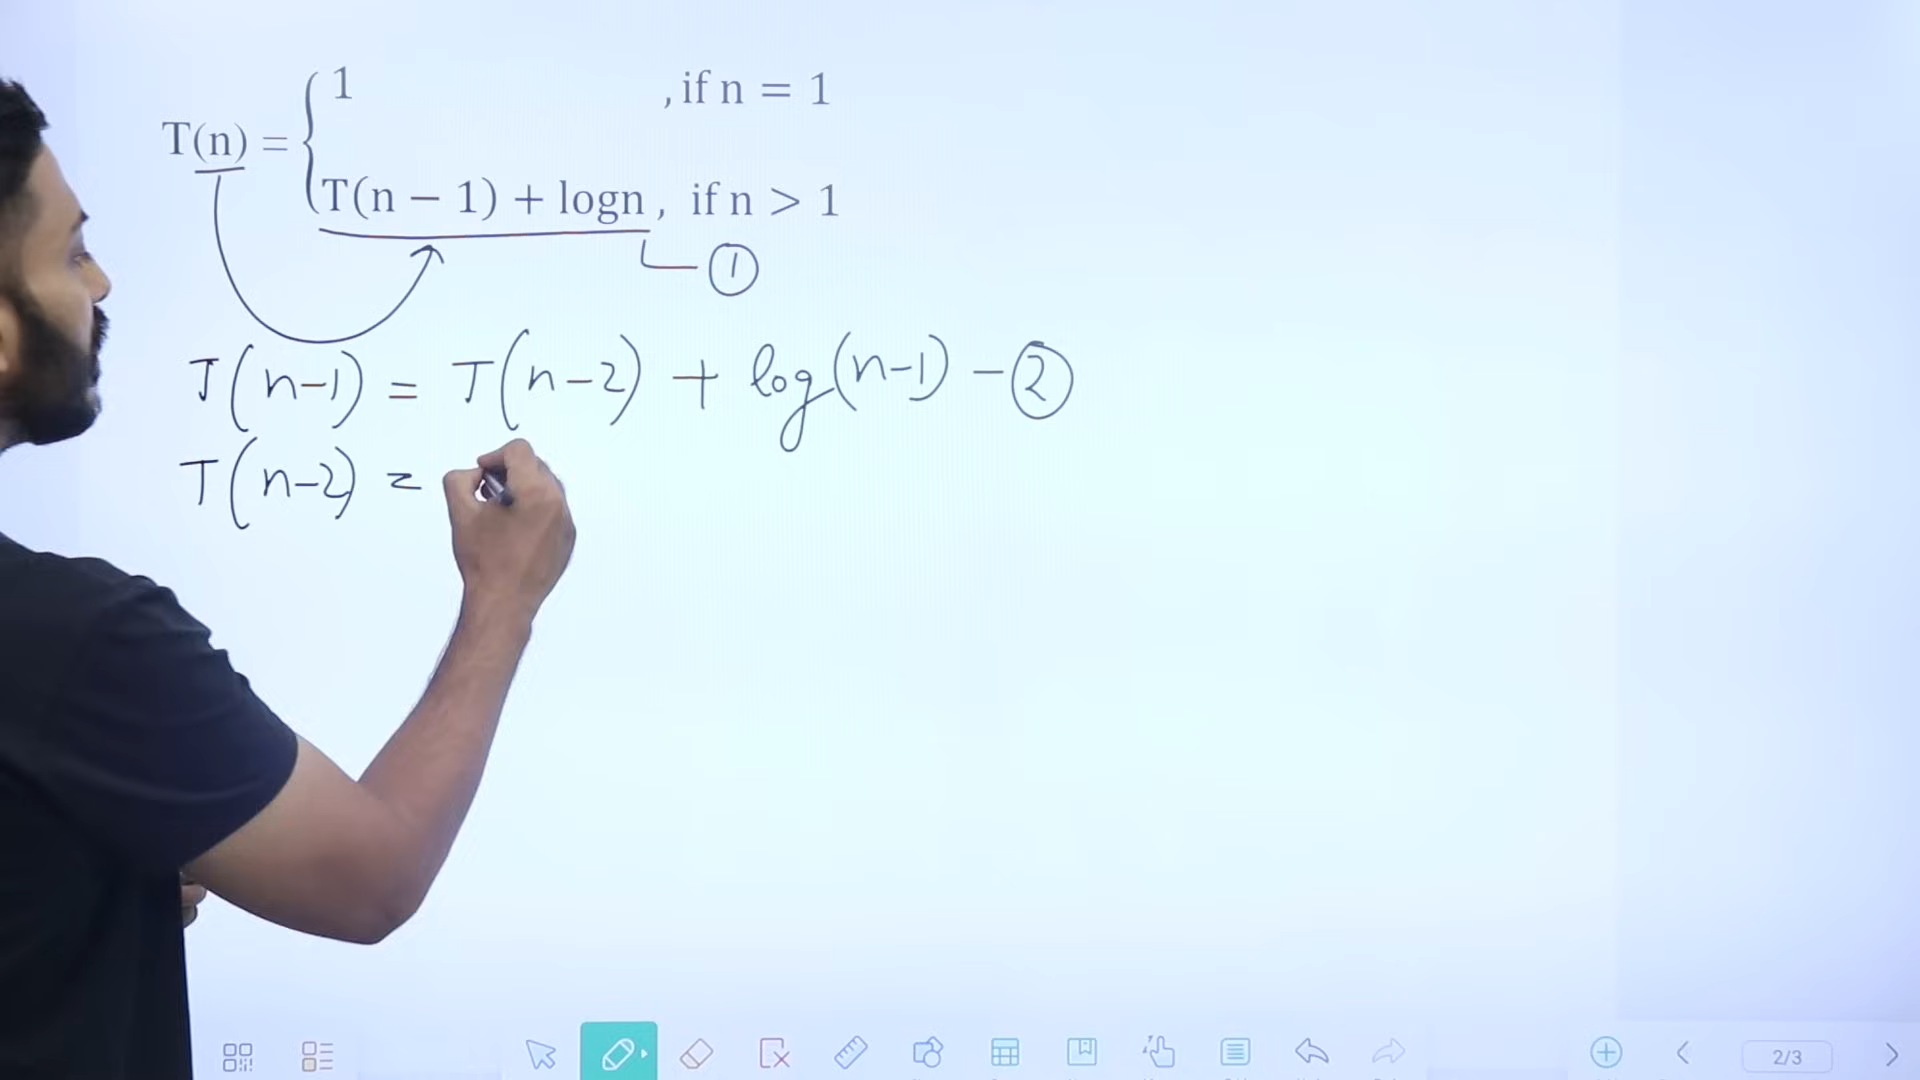 T(n) = { 1 , if n = 1
T(n − 1) + logn , if n > 1
①
T(n-1) = T(n-2) + log(n-1) - ②
T(n-2) =
2/3